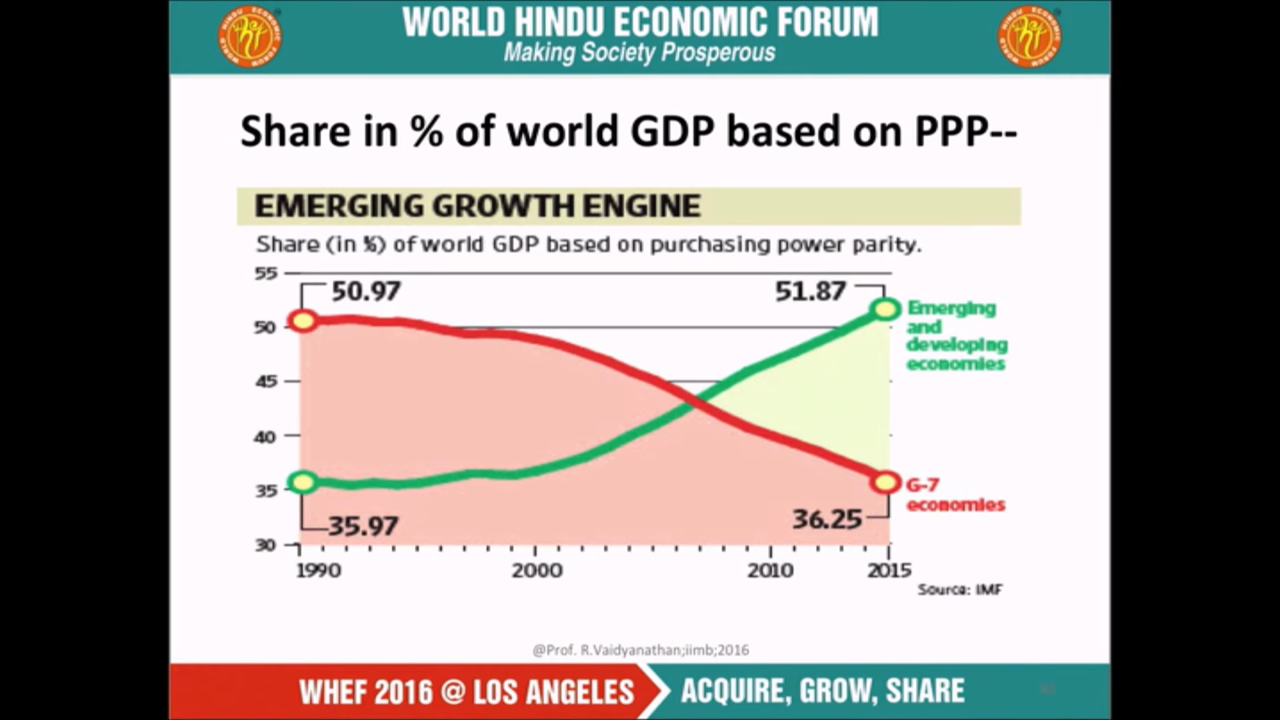 WORLD HINDU ECONOMIC FORUM
Making Society Prosperous
Share in % of world GDP based on PPP--
EMERGING GROWTH ENGINE
Share (in %) of world GDP based on purchasing power parity.
55
50.97
51.87
Emerging
and
developing
economies
50
45
40
35
G-7
economies
35.97
36.25
30
1990
2000
2010
2015
Source: IMF
@Prof. R.Vaidyanathan;iimb;2016
WHEF 2016 @ LOS ANGELES
ACQUIRE, GROW, SHARE